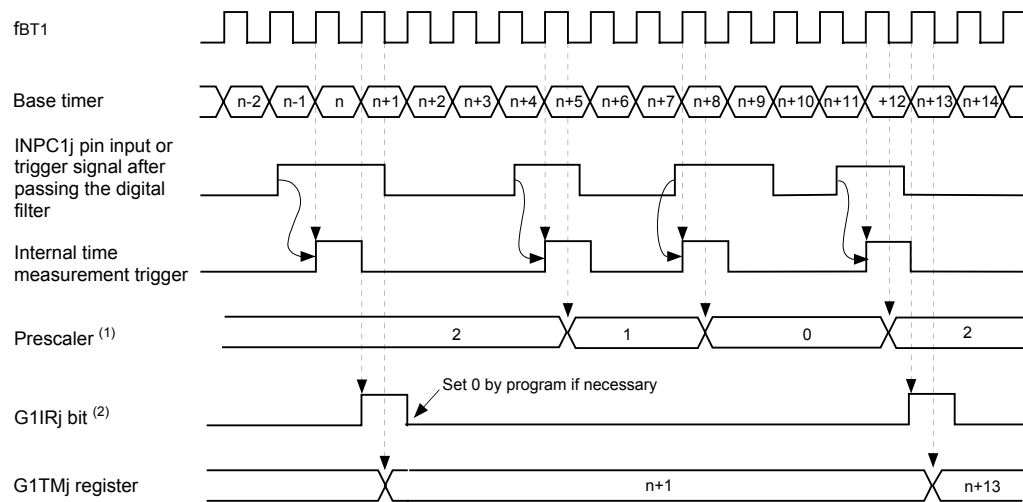 fBT1
Base timer
n-2 n-1 n n+1 n+2 n+3 n+4 n+5 n+6 n+7 n+8 n+9 n+10 n+11 +12 n+13 n+14
INPC1j pin input or
trigger signal after
passing the digital
filter
Internal time
measurement trigger
Prescaler (1)
2 1 0 2
Set 0 by program if necessary
G1IRj bit (2)
G1TMj register
n+1 n+13